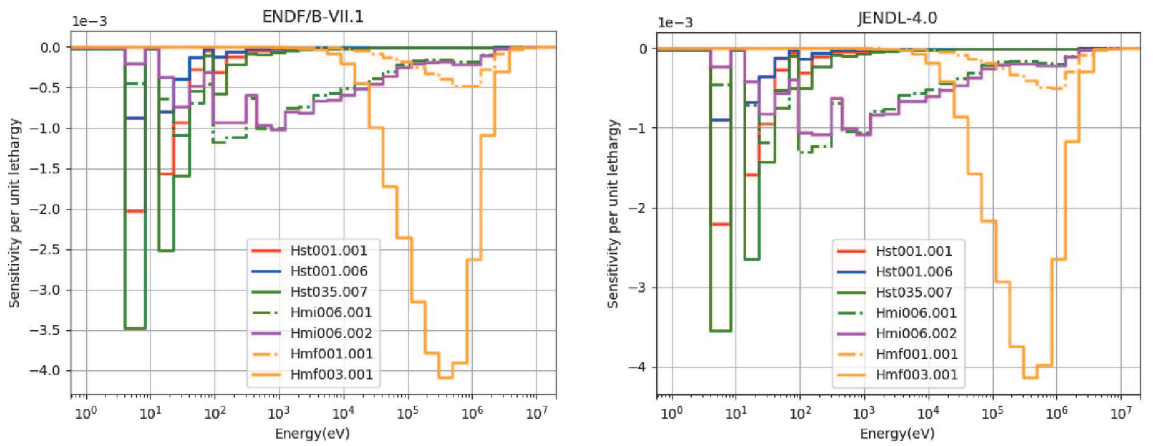 ENDF/B-VII.1
1e−3
0.0
−0.5
−1.0
−1.5
−2.0
−2.5
−3.0
−3.5
−4.0
Sensitivity per unit lethargy
Hst001.001
Hst001.006
Hst035.007
Hmi006.001
Hmi006.002
Hmf001.001
Hmf003.001
10^0 10^1 10^2 10^3 10^4 10^5 10^6 10^7
Energy(eV)
JENDL-4.0
1e−3
0
−1
−2
−3
−4
Sensitivity per unit lethargy
Hst001.001
Hst001.006
Hst035.007
Hmi006.001
Hmi006.002
Hmf001.001
Hmf003.001
10^0 10^1 10^2 10^3 10^4 10^5 10^6 10^7
Energy(eV)